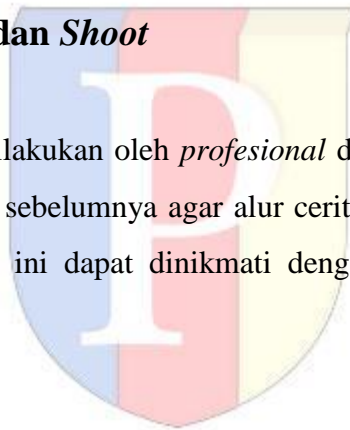 dan Shoot
lakukan oleh profesional d
sebelumnya agar alur cerit
ini dapat dinikmati deng
P